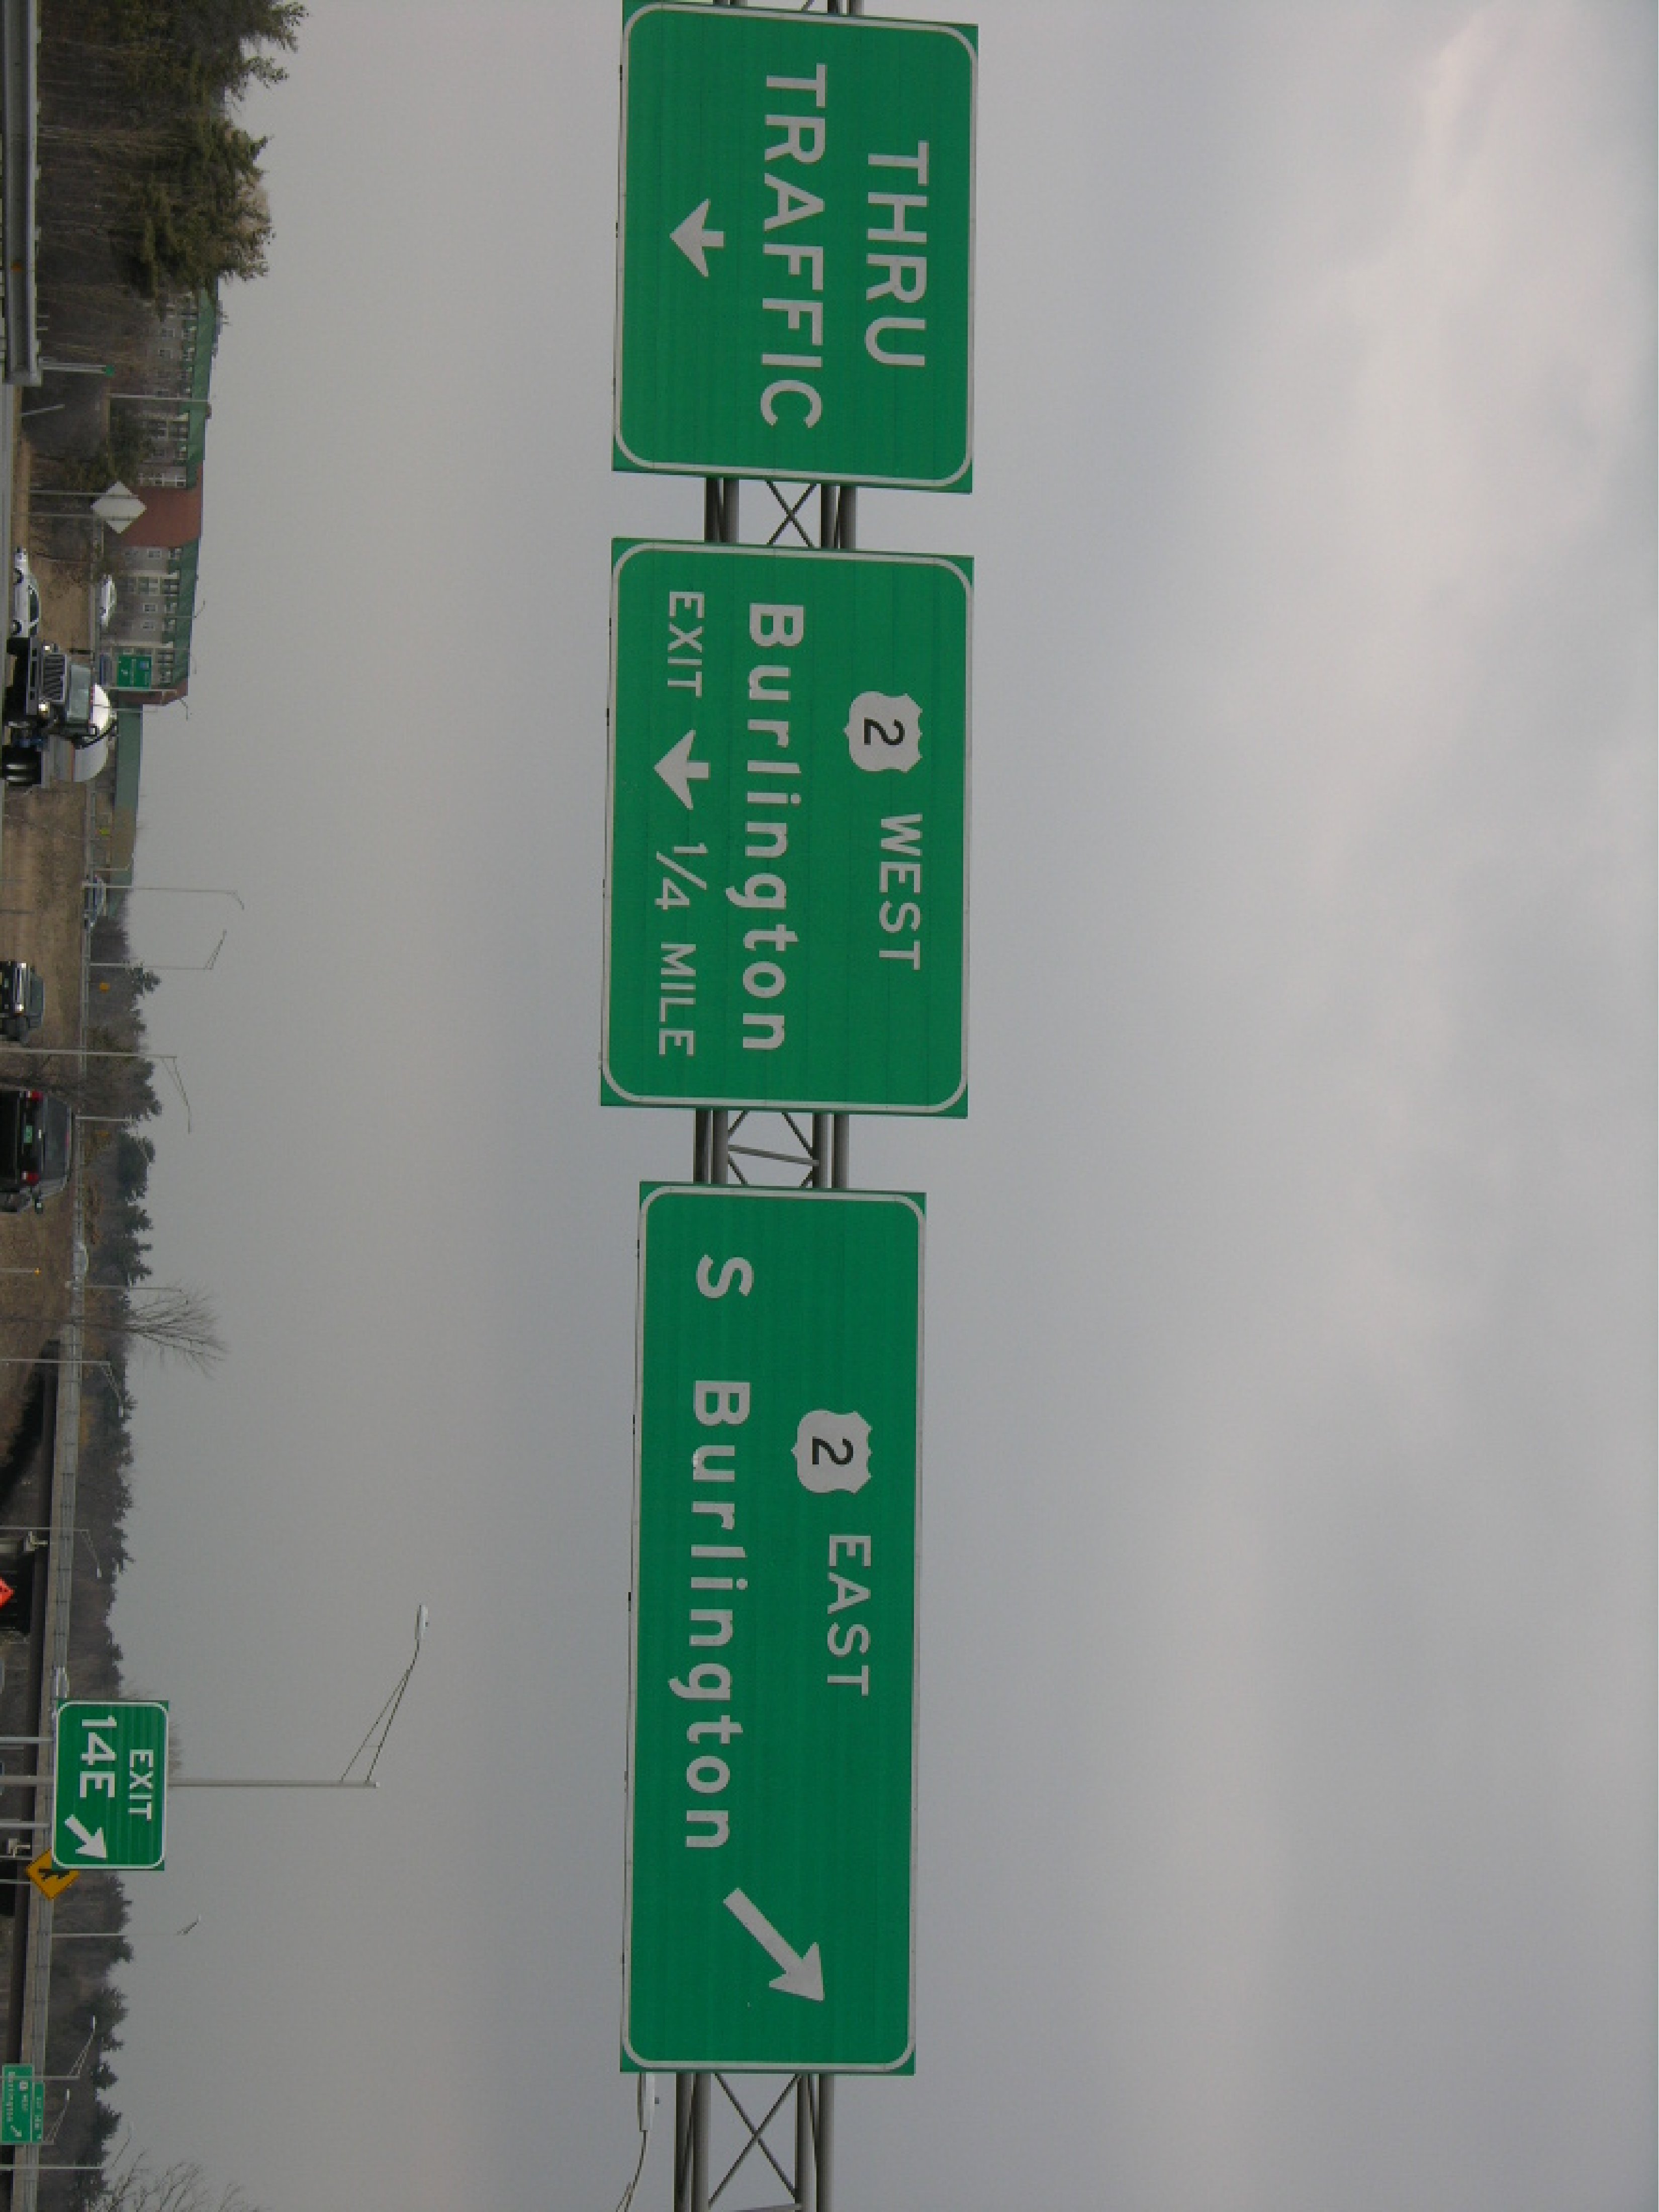 THRU
TRAFFIC
2 WEST
Burlington
EXIT 1/4 MILE
2 EAST
S Burlington
EXIT
14E